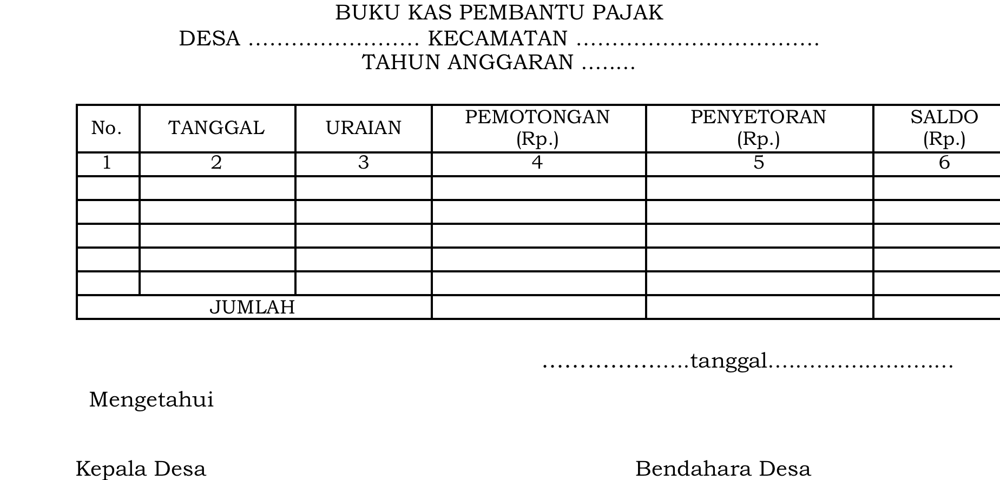 BUKU KAS PEMBANTU PAJAK
DESA ........................ KECAMATAN ..................................
TAHUN ANGGARAN ........
No. TANGGAL URAIAN PEMOTONGAN (Rp.) PENYETORAN (Rp.) SALDO (Rp.)
1 2 3 4 5 6
JUMLAH
....................tanggal..........................
Mengetahui
Kepala Desa Bendahara Desa